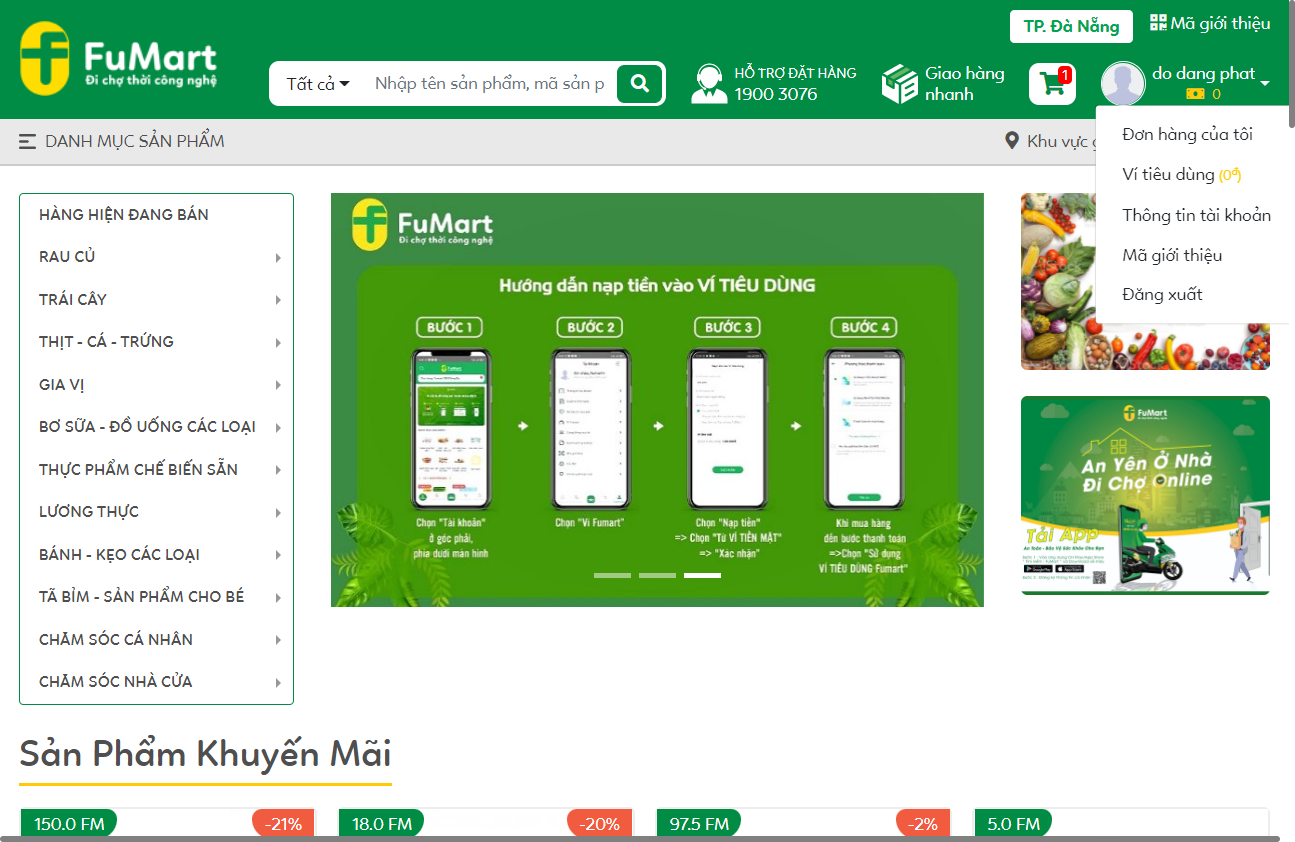 TP. Đà Nẵng
Mã giới thiệu
FuMart
Đi chợ thời công nghệ
Tất cả
Nhập tên sản phẩm, mã sản p
HỖ TRỢ ĐẶT HÀNG
1900 3076
Giao hàng
nhanh
1
do dang phat
0
DANH MỤC SẢN PHẨM
Khu vực
Đơn hàng của tôi
Ví tiêu dùng (0đ)
Thông tin tài khoản
Mã giới thiệu
Đăng xuất
HÀNG HIỆN ĐANG BÁN
RAU CỦ
TRÁI CÂY
THỊT - CÁ - TRỨNG
GIA VỊ
BƠ SỮA - ĐỒ UỐNG CÁC LOẠI
THỰC PHẨM CHẾ BIẾN SẴN
LƯƠNG THỰC
BÁNH - KẸO CÁC LOẠI
TÃ BỈM - SẢN PHẨM CHO BÉ
CHĂM SÓC CÁ NHÂN
CHĂM SÓC NHÀ CỬA
FuMart
Đi chợ thời công nghệ
Hướng dẫn nạp tiền vào VÍ TIÊU DÙNG
BƯỚC 1
BƯỚC 2
BƯỚC 3
BƯỚC 4
Chọn "Tài khoản"
ở góc phải,
phía dưới màn hình
Chọn "Ví Fumart"
Chọn "Nạp tiền"
=> Chọn "Từ VÍ TIỀN MẶT"
=> "Xác nhận"
Khi mua hàng
đến bước thanh toán
=>Chọn "Sử dụng
VÍ TIÊU DÙNG Fumart"
FuMart
An Yên Ở Nhà
Đi Chợ Online
Tải App
Sản Phẩm Khuyến Mãi
150.0 FM
-21%
18.0 FM
-20%
97.5 FM
-2%
5.0 FM